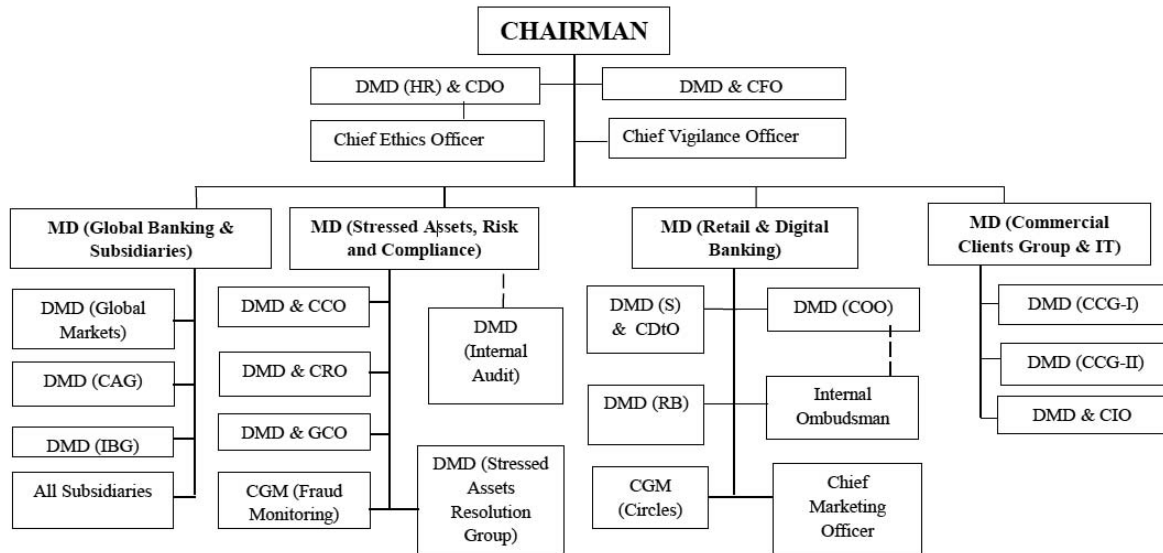 CHAIRMAN
DMD (HR) & CDO
DMD & CFO
Chief Ethics Officer
Chief Vigilance Officer
MD (Global Banking &
Subsidiaries)
MD (Stressed Assets, Risk
and Compliance)
MD (Retail & Digital
Banking)
MD (Commercial
Clients Group & IT)
DMD (Global
Markets)
DMD (CAG)
DMD (IBG)
All Subsidiaries
DMD & CCO
DMD & CRO
DMD & GCO
CGM (Fraud
Monitoring)
DMD
(Internal
Audit)
DMD (Stressed
Assets
Resolution
Group)
DMD (S)
& CDtO
DMD (RB)
CGM
(Circles)
DMD (COO)
Internal
Ombudsman
Chief
Marketing
Officer
DMD (CCG-I)
DMD (CCG-II)
DMD & CIO